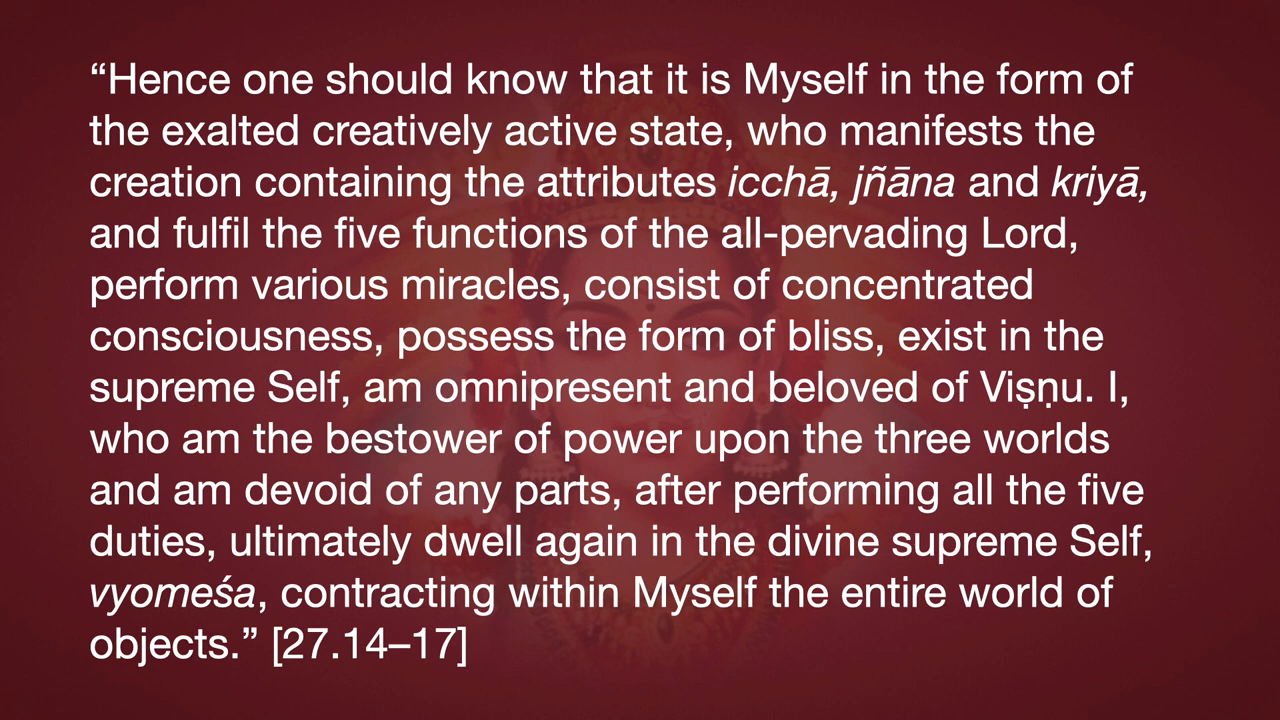 “Hence one should know that it is Myself in the form of
the exalted creatively active state, who manifests the
creation containing the attributes icchā, jñāna and kriyā,
and fulfil the five functions of the all-pervading Lord,
perform various miracles, consist of concentrated
consciousness, possess the form of bliss, exist in the
supreme Self, am omnipresent and beloved of Viṣṇu. I,
who am the bestower of power upon the three worlds
and am devoid of any parts, after performing all the five
duties, ultimately dwell again in the divine supreme Self,
vyomeśa, contracting within Myself the entire world of
objects.” [27.14–17]